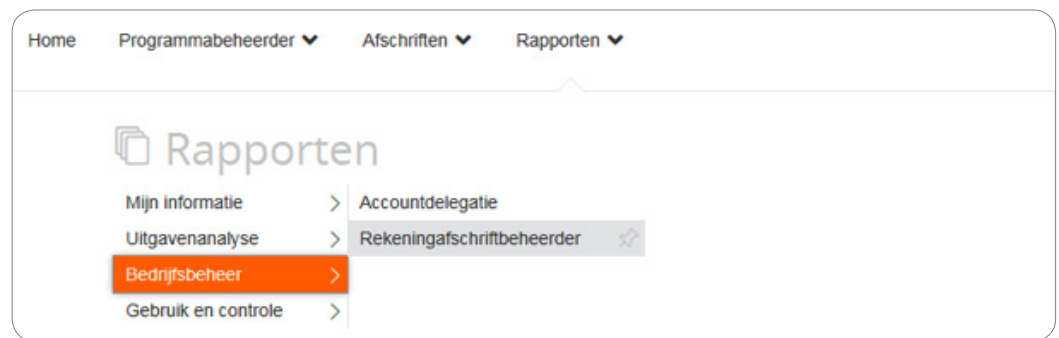 Home Programmabeheerder Afschriften Rapporten
Rapporten
Mijn informatie Accountdelegatie
Uitgavenanalyse Rekeningafschriftbeheerder
Bedrijfsbeheer
Gebruik en controle